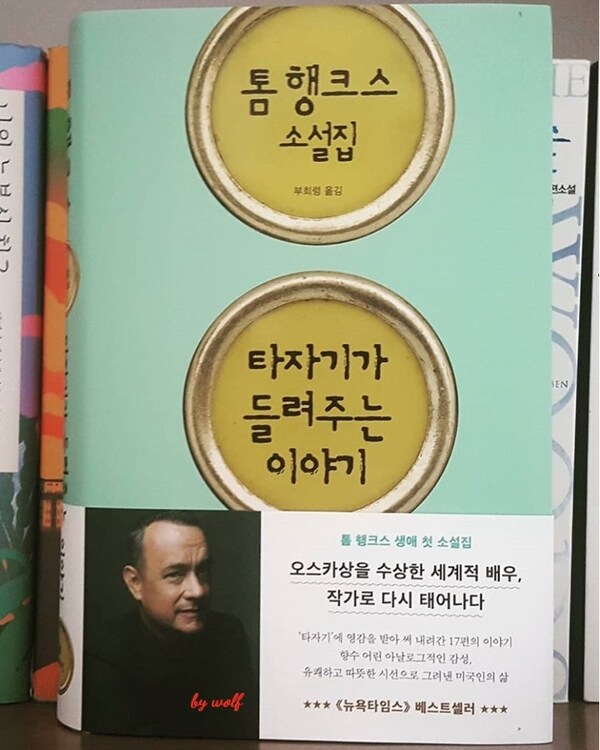 톰 행크스
소설집
부희령 옮김
타자기가
들려주는
이야기
톰 행크스 생애 첫 소설집
오스카상을 수상한 세계적 배우,
작가로 다시 태어나다
'타자기'에 영감을 받아 써 내려간 17편의 이야기
향수 어린 아날로그적인 감성,
유쾌하고 따뜻한 시선으로 그려낸 미국인의 삶
★★★ 《뉴욕타임스》 베스트셀러 ★★★
by wolf
편소설
BEN